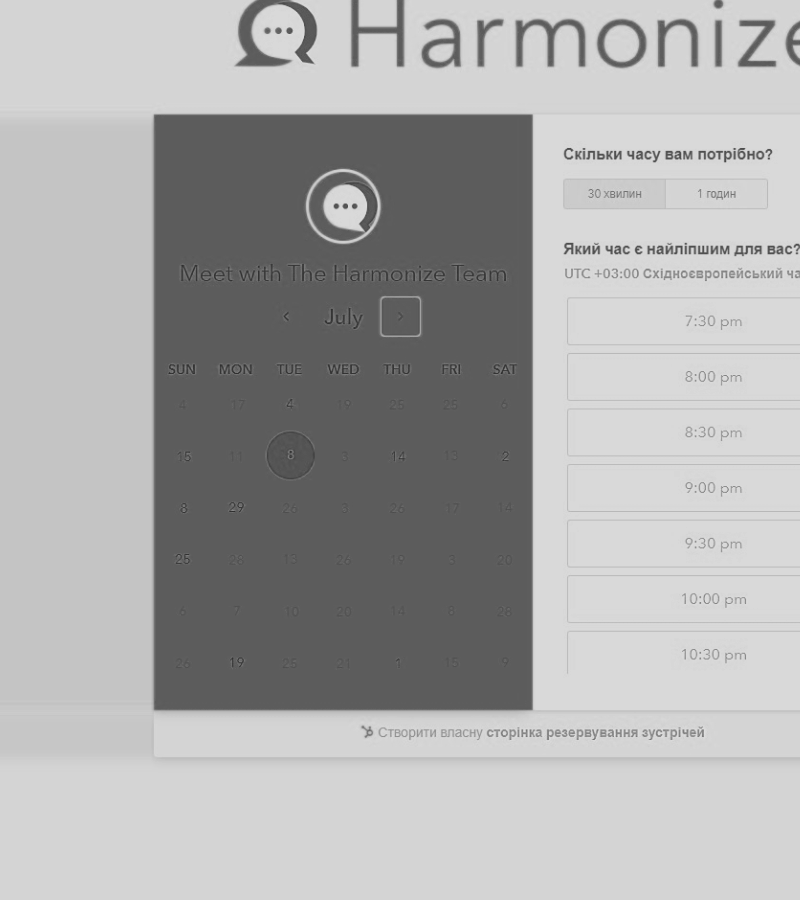 Harmonize
Meet with The Harmonize Team
July
SUN MON TUE WED THU FRI SAT
4 17 4 19 25 25 6
15 11 8 3 14 13 2
8 29 26 3 26 17 14
25 28 13 26 19 3 20
6 7 10 20 14 8 28
26 19 25 21 1 15 9
Скільки часу вам потрібно?
30 хвилин 1 годин
Який час є найліпшим для вас?
UTC +03:00 Східноєвропейський ча
7:30 pm
8:00 pm
8:30 pm
9:00 pm
9:30 pm
10:00 pm
10:30 pm
Створити власну сторінка резервування зустрічей